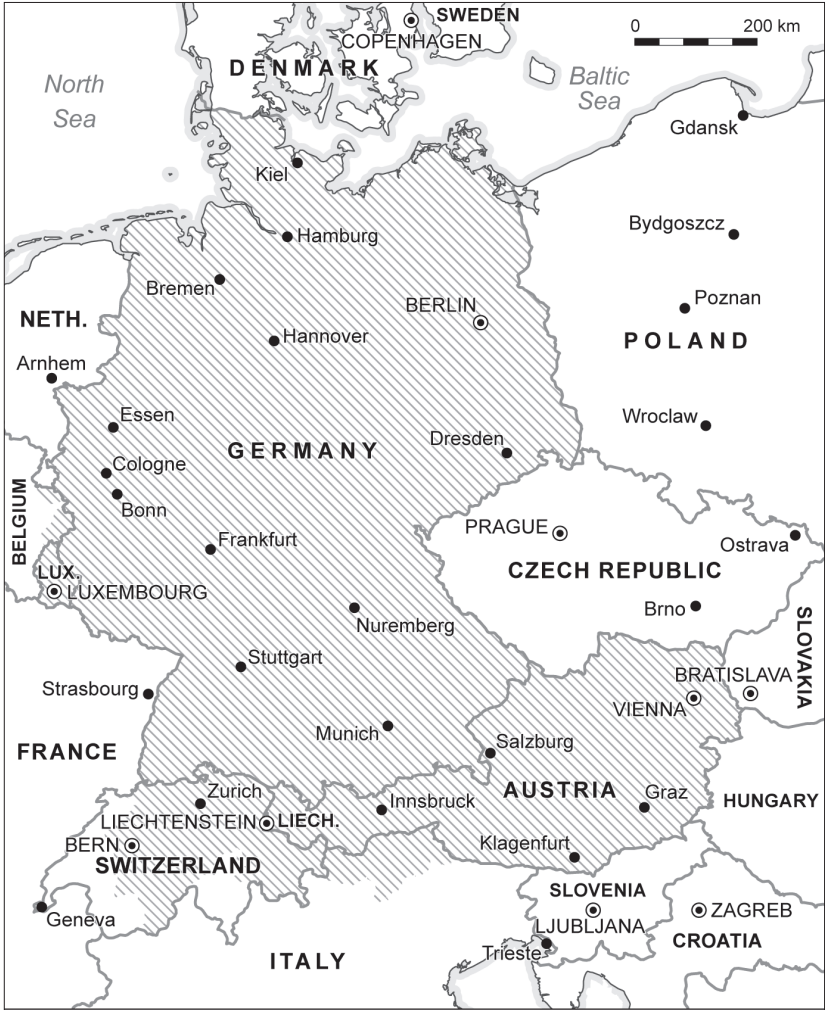 SWEDEN
COPENHAGEN
DENMARK
0 200 km
North
Sea
Baltic
Sea
Gdansk
Kiel
Bydgoszcz
Hamburg
Bremen
BERLIN
Poznan
NETH.
Hannover
POLAND
Arnhem
Essen
Wroclaw
GERMANY
Dresden
Cologne
Bonn
BELGIUM
PRAGUE
Frankfurt
Ostrava
LUX.
CZECH REPUBLIC
LUXEMBOURG
Brno
Nuremberg
SLOVAKIA
Stuttgart
BRATISLAVA
Strasbourg
VIENNA
Munich
Salzburg
FRANCE
AUSTRIA
Zurich
Innsbruck
Graz
HUNGARY
LIECHTENSTEIN
LIECH.
BERN
Klagenfurt
SWITZERLAND
SLOVENIA
Geneva
ZAGREB
LJUBLJANA
CROATIA
Trieste
ITALY